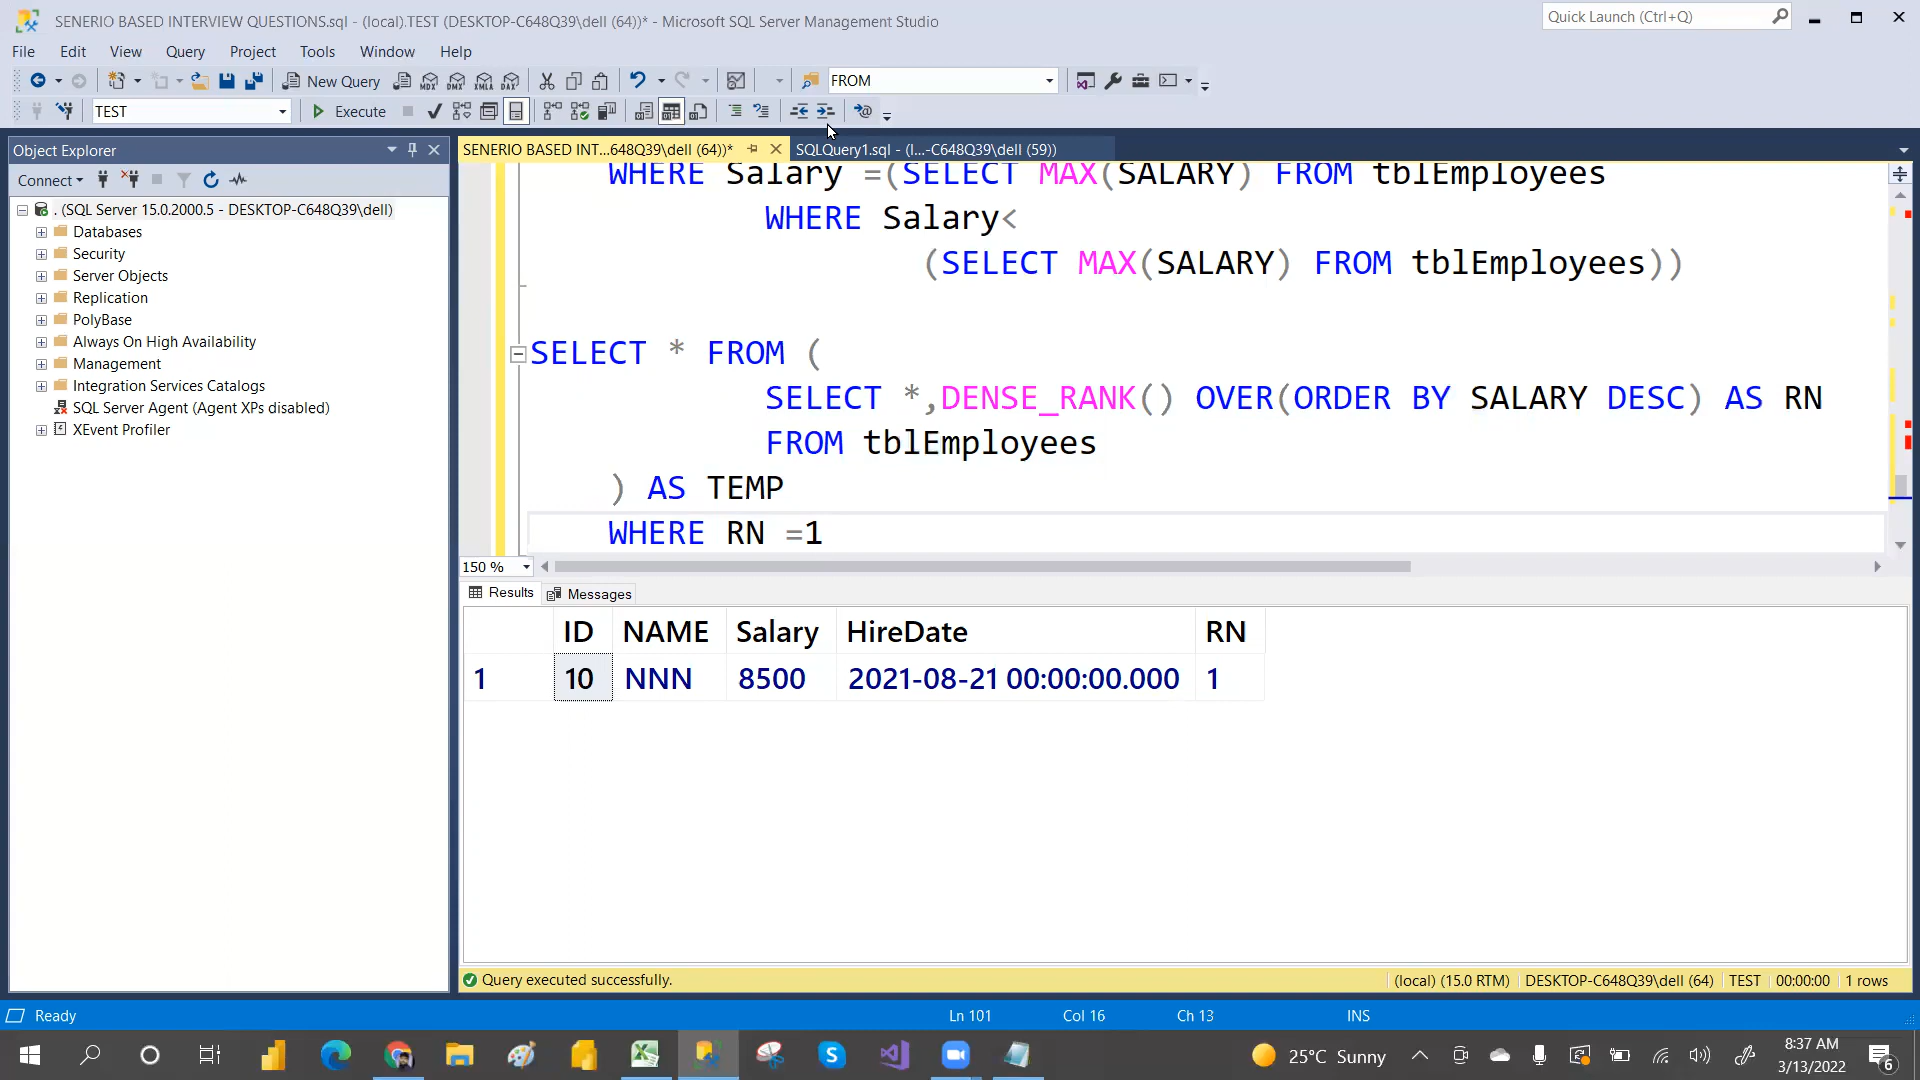 SENERIO BASED INTERVIEW QUESTIONS.sql - (local).TEST (DESKTOP-C648Q39\dell (64))* - Microsoft SQL Server Management Studio
Quick Launch (Ctrl+Q)
File Edit View Query Project Tools Window Help
New Query
MDX DMX XMLA DAX
FROM
TEST
Execute
Object Explorer
SENERIO BASED INT...648Q39\dell (64))*
SQLQuery1.sql - (l...-C648Q39\dell (59))
Connect
. (SQL Server 15.0.2000.5 - DESKTOP-C648Q39\dell)
Databases
Security
Server Objects
Replication
PolyBase
Always On High Availability
Management
Integration Services Catalogs
SQL Server Agent (Agent XPs disabled)
XEvent Profiler
WHERE Salary =(SELECT MAX(SALARY) FROM tblEmployees
WHERE Salary<
(SELECT MAX(SALARY) FROM tblEmployees))
SELECT * FROM (
SELECT *,DENSE_RANK() OVER(ORDER BY SALARY DESC) AS RN
FROM tblEmployees
) AS TEMP
WHERE RN =1
150 %
Results Messages
ID NAME Salary HireDate RN
1 10 NNN 8500 2021-08-21 00:00:00.000 1
Query executed successfully.
(local) (15.0 RTM) DESKTOP-C648Q39\dell (64) TEST 00:00:00 1 rows
Ready
Ln 101 Col 16 Ch 13 INS
25°C Sunny
8:37 AM
3/13/2022
6